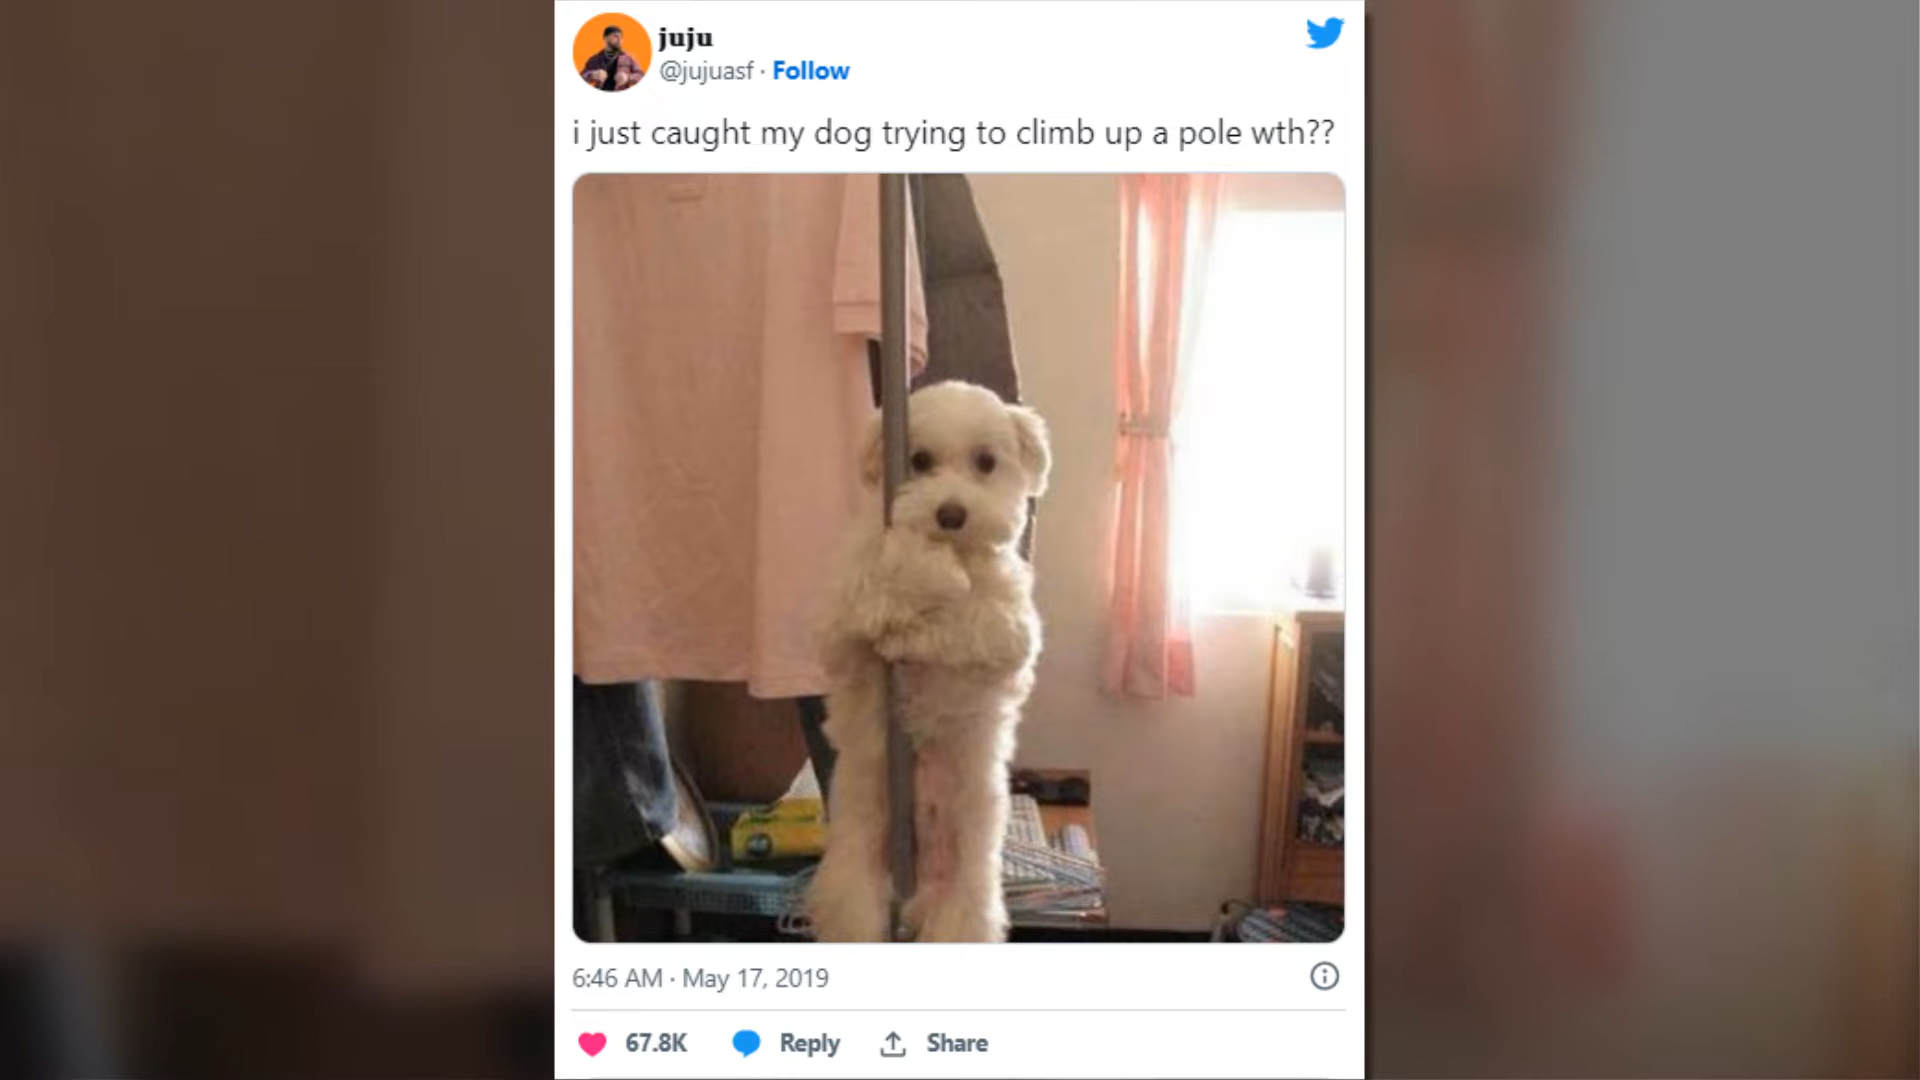 juju
@jujuasf · Follow
i just caught my dog trying to climb up a pole wth??
6:46 AM · May 17, 2019
67.8K Reply Share